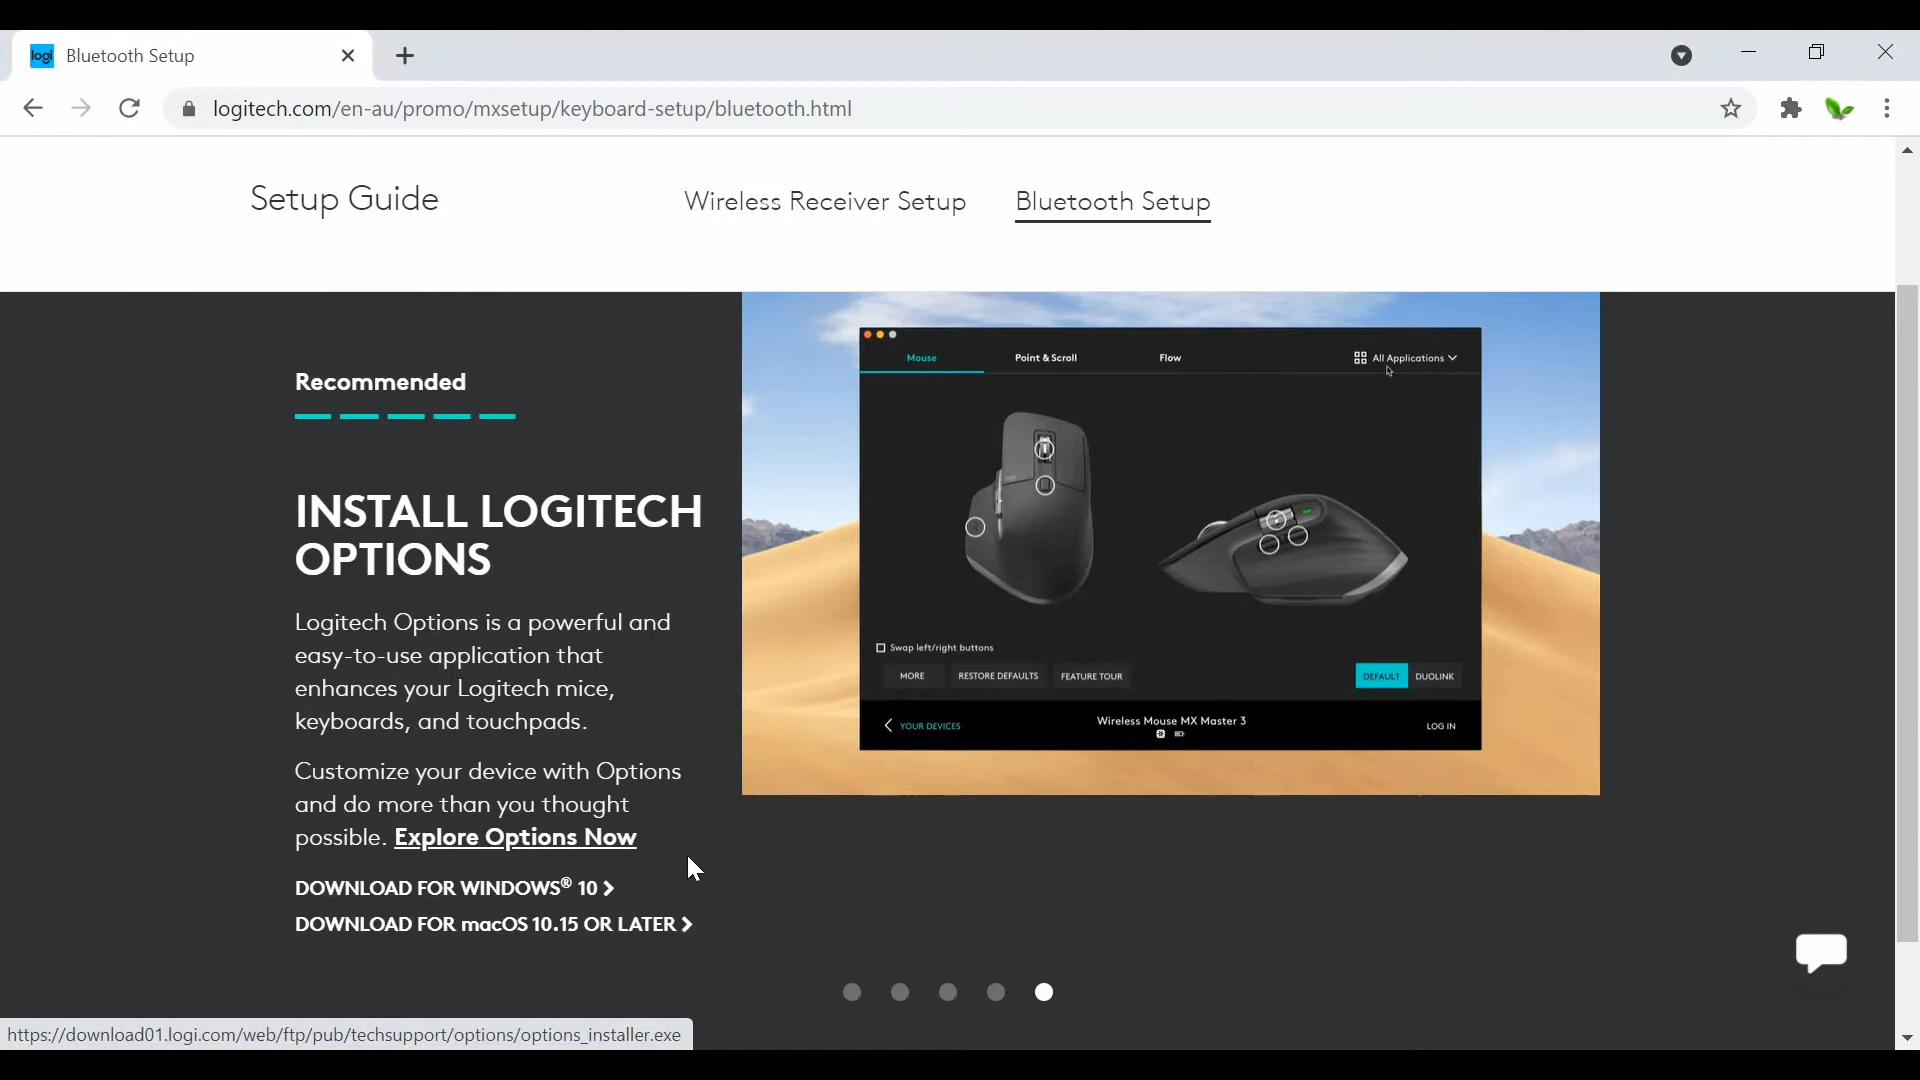 logi
Bluetooth Setup
logitech.com/en-au/promo/mxsetup/keyboard-setup/bluetooth.html
Setup Guide
Wireless Receiver Setup
Bluetooth Setup
Recommended
INSTALL LOGITECH
OPTIONS
Logitech Options is a powerful and
easy-to-use application that
enhances your Logitech mice,
keyboards, and touchpads.
Customize your device with Options
and do more than you thought
possible. Explore Options Now
DOWNLOAD FOR WINDOWS® 10
DOWNLOAD FOR macOS 10.15 OR LATER
Mouse
Point & Scroll
Flow
All Applications
Swap left/right buttons
MORE
RESTORE DEFAULTS
FEATURE TOUR
DEFAULT
DUOLINK
YOUR DEVICES
Wireless Mouse MX Master 3
LOG IN
https://download01.logi.com/web/ftp/pub/techsupport/options/options_installer.exe